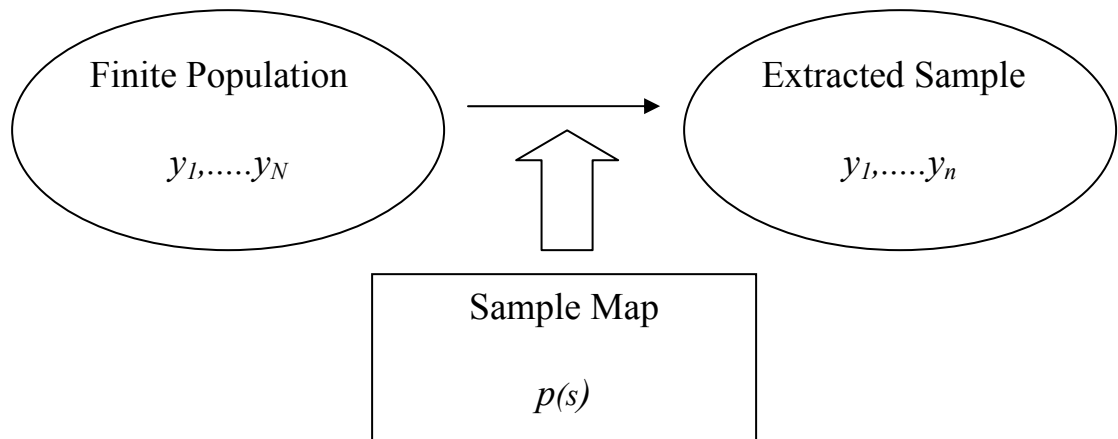 Finite Population
y1,.....yN
Extracted Sample
y1,.....yn
Sample Map
p(s)